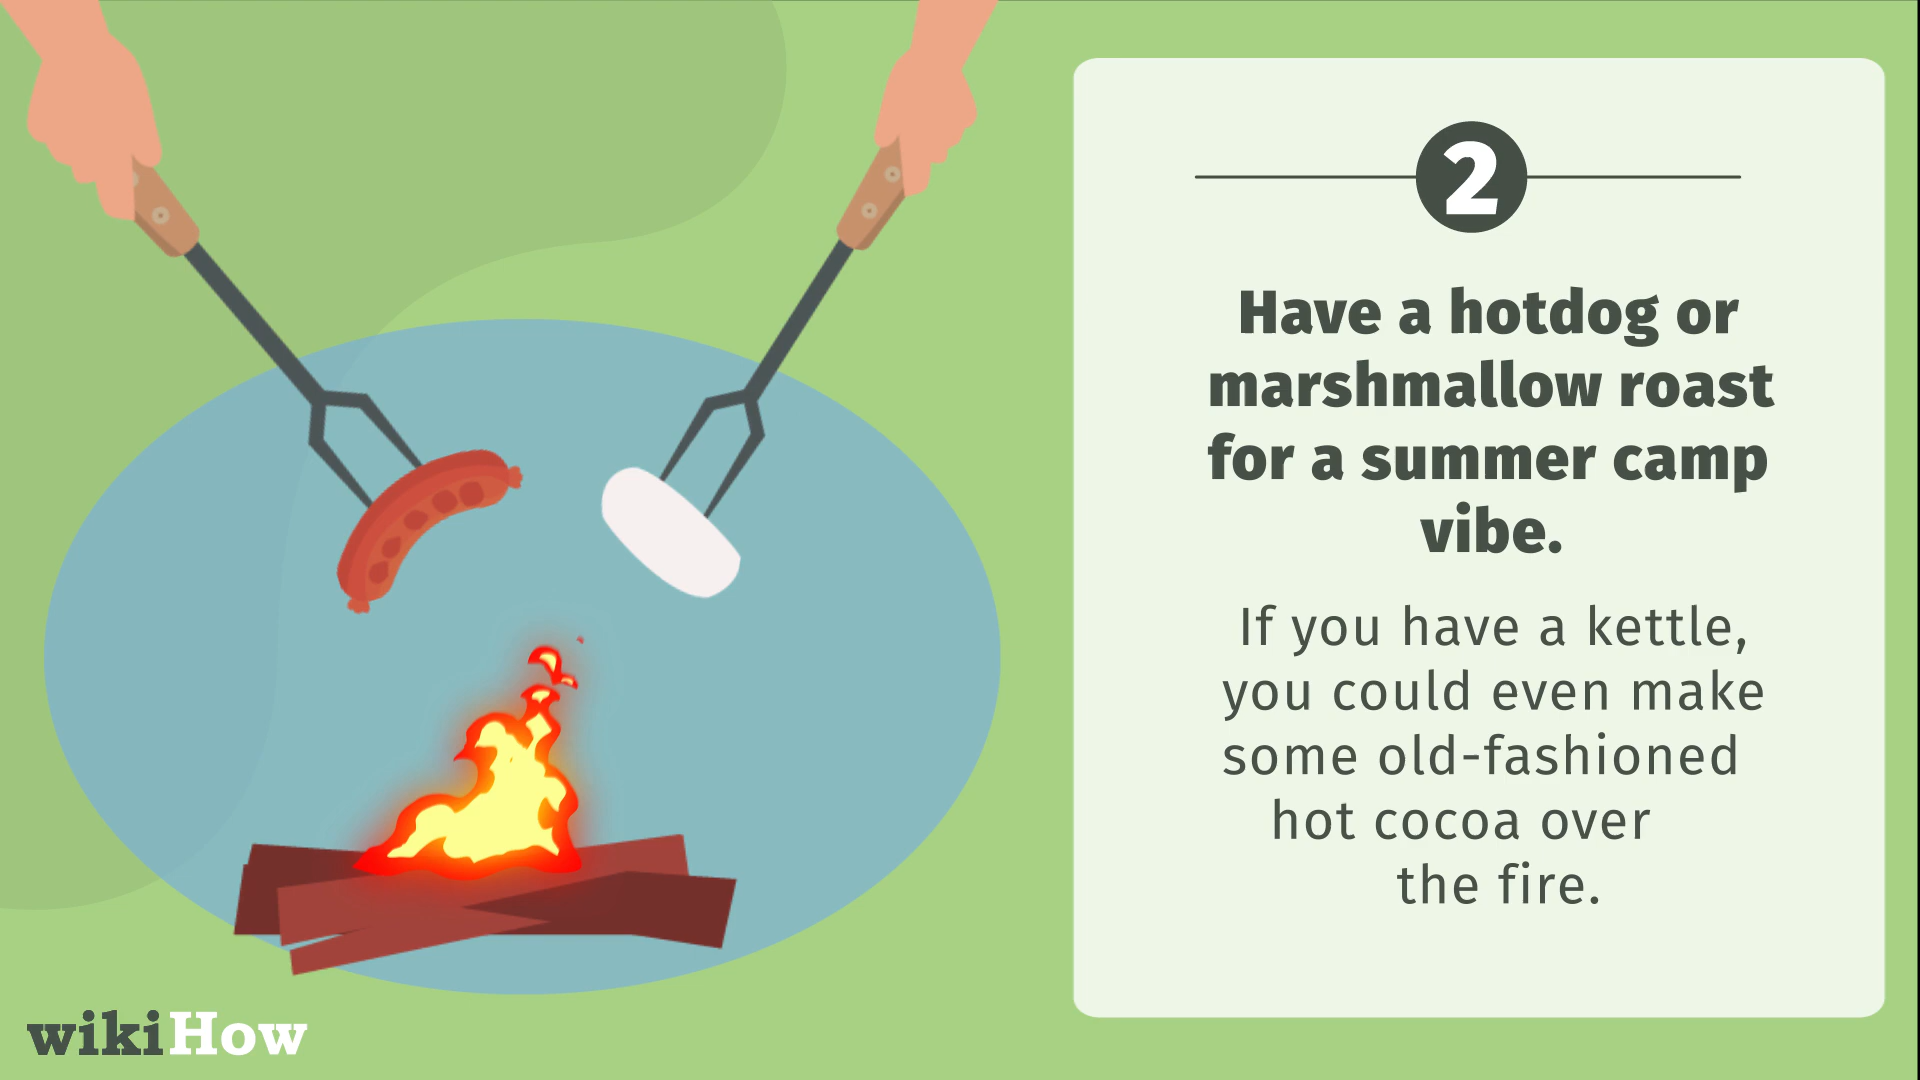 2
Have a hotdog or
marshmallow roast
for a summer camp
vibe.
If you have a kettle,
you could even make
some old-fashioned
hot cocoa over
the fire.
wikiHow